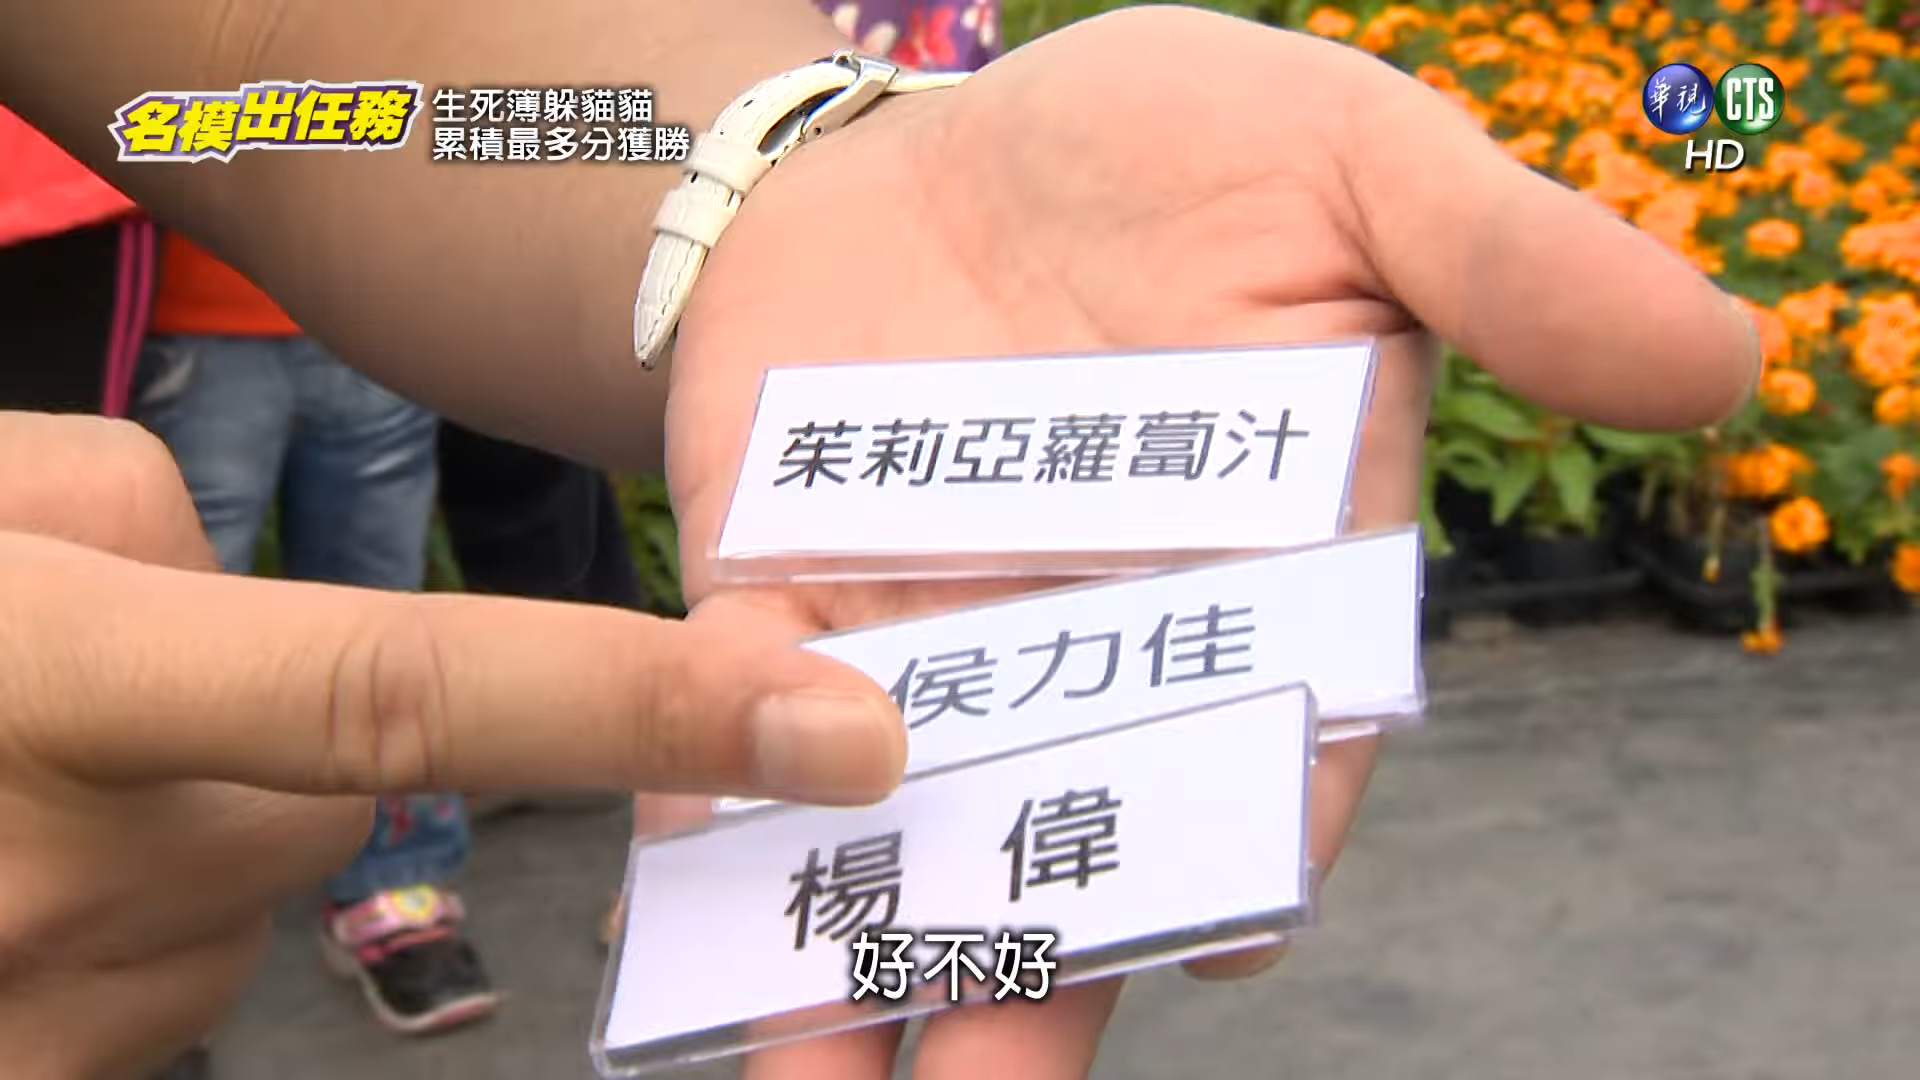 名模出任務
生死簿躲貓貓
累積最多分獲勝
華視 CTS
HD
茱莉亞蘿蔔汁
侯力佳
楊 偉
好不好